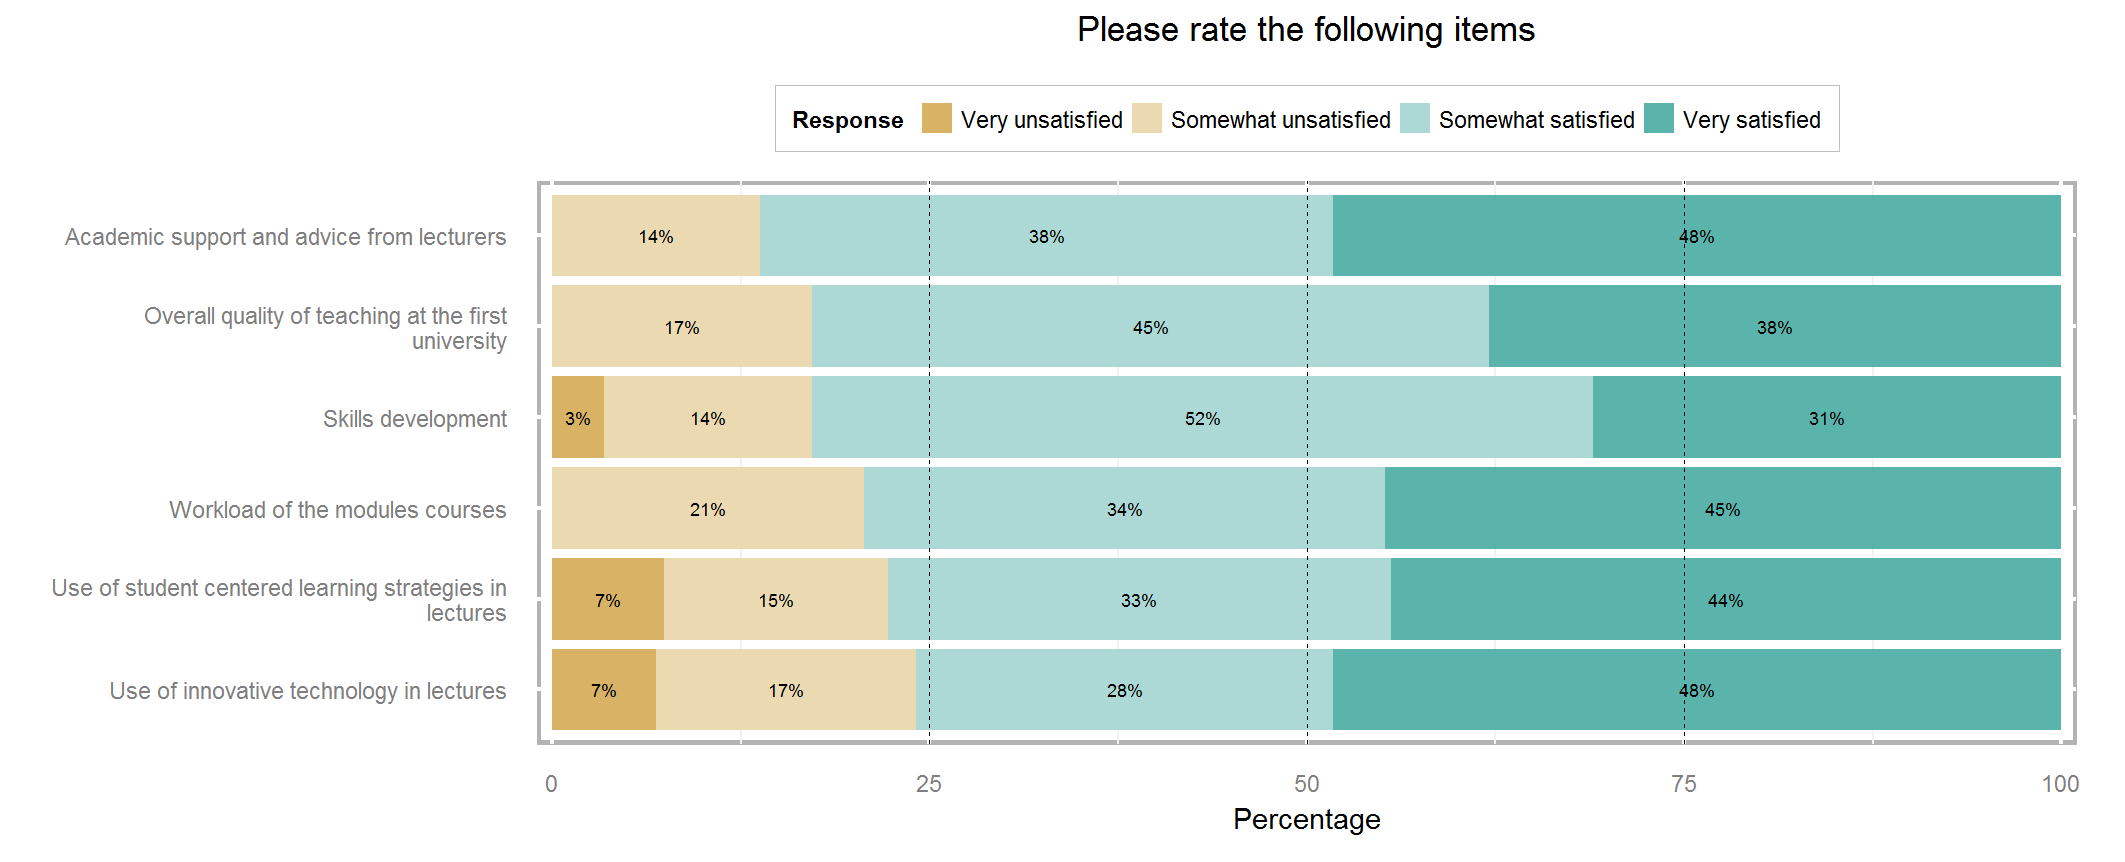 Please rate the following items
Response Very unsatisfied Somewhat unsatisfied Somewhat satisfied Very satisfied
Academic support and advice from lecturers 14% 38% 48%
Overall quality of teaching at the first
university 17% 45% 38%
Skills development 3% 14% 52% 31%
Workload of the modules courses 21% 34% 45%
Use of student centered learning strategies in
lectures 7% 15% 33% 44%
Use of innovative technology in lectures 7% 17% 28% 48%
0 25 50 75 100
Percentage